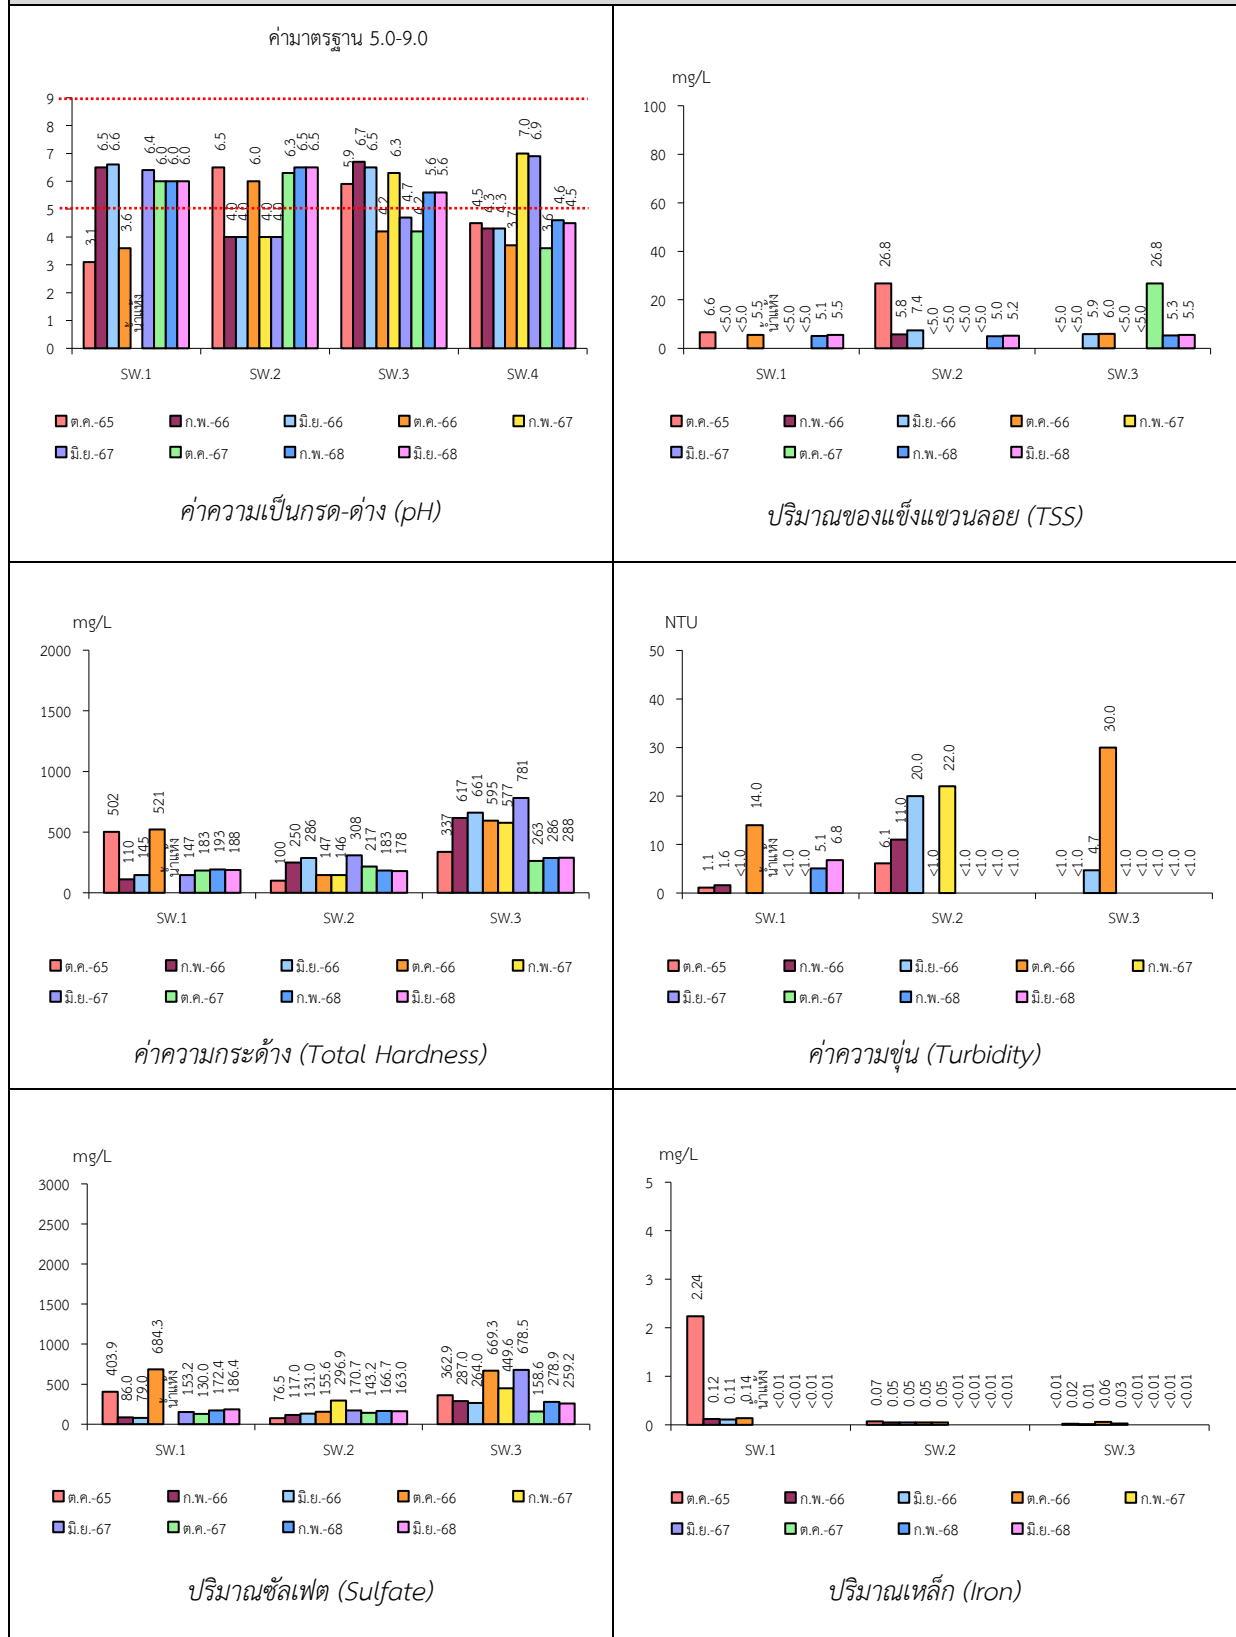 ค่ามาตรฐาน 5.0-9.0
9
8
7
6
5
4
3
2
1
0
3.1 6.5 6.6 3.6 น้ำแห้ง 6.4 6.0 6.0 6.0
6.5 4.0 4.0 6.0 4.0 4.0 6.3 6.5 6.5
5.9 6.7 6.5 4.2 6.3 4.7 4.2 5.6 5.6
4.5 4.3 4.3 3.7 7.0 6.9 3.6 4.6 4.5
SW.1 SW.2 SW.3 SW.4
ต.ค.-65 ก.พ.-66 มิ.ย.-66 ต.ค.-66 ก.พ.-67
มิ.ย.-67 ต.ค.-67 ก.พ.-68 มิ.ย.-68
ค่าความเป็นกรด-ด่าง (pH)
mg/L
100
80
60
40
20
0
6.6 <5.0 <5.0 5.5 น้ำแห้ง <5.0 <5.0 5.1 5.5
26.8 5.8 7.4 <5.0 <5.0 <5.0 5.0 5.2
<5.0 <5.0 5.9 6.0 <5.0 <5.0 26.8 5.3 5.5
SW.1 SW.2 SW.3
ต.ค.-65 ก.พ.-66 มิ.ย.-66 ต.ค.-66 ก.พ.-67
มิ.ย.-67 ต.ค.-67 ก.พ.-68 มิ.ย.-68
ปริมาณของแข็งแขวนลอย (TSS)
mg/L
2000
1500
1000
500
0
502 110 145 521 น้ำแห้ง 147 183 193 188
100 250 286 147 146 308 217 183 178
337 617 661 595 577 781 263 286 288
SW.1 SW.2 SW.3
ต.ค.-65 ก.พ.-66 มิ.ย.-66 ต.ค.-66 ก.พ.-67
มิ.ย.-67 ต.ค.-67 ก.พ.-68 มิ.ย.-68
ค่าความกระด้าง (Total Hardness)
NTU
50
40
30
20
10
0
1.1 1.6 <1.0 14.0 น้ำแห้ง <1.0 <1.0 5.1 6.8
6.1 11.0 20.0 <1.0 22.0 <1.0 <1.0 <1.0 <1.0
<1.0 <1.0 4.7 30.0 <1.0 <1.0 <1.0 <1.0 <1.0
SW.1 SW.2 SW.3
ต.ค.-65 ก.พ.-66 มิ.ย.-66 ต.ค.-66 ก.พ.-67
มิ.ย.-67 ต.ค.-67 ก.พ.-68 มิ.ย.-68
ค่าความขุ่น (Turbidity)
mg/L
3000
2500
2000
1500
1000
500
0
403.9 86.0 79.0 684.3 น้ำแห้ง 153.2 130.0 172.4 186.4
76.5 117.0 131.0 155.6 296.9 170.7 143.2 166.7 163.0
362.9 287.0 264.0 669.3 449.6 678.5 158.6 278.9 259.2
SW.1 SW.2 SW.3
ต.ค.-65 ก.พ.-66 มิ.ย.-66 ต.ค.-66 ก.พ.-67
มิ.ย.-67 ต.ค.-67 ก.พ.-68 มิ.ย.-68
ปริมาณซัลเฟต (Sulfate)
mg/L
5
4
3
2
1
0
2.24 0.12 0.11 0.14 น้ำแห้ง <0.01 <0.01 <0.01 <0.01
0.07 0.05 0.05 0.05 0.05 <0.01 <0.01 <0.01 <0.01
<0.01 0.02 0.01 0.06 0.03 <0.01 <0.01 <0.01 <0.01
SW.1 SW.2 SW.3
ต.ค.-65 ก.พ.-66 มิ.ย.-66 ต.ค.-66 ก.พ.-67
มิ.ย.-67 ต.ค.-67 ก.พ.-68 มิ.ย.-68
ปริมาณเหล็ก (Iron)